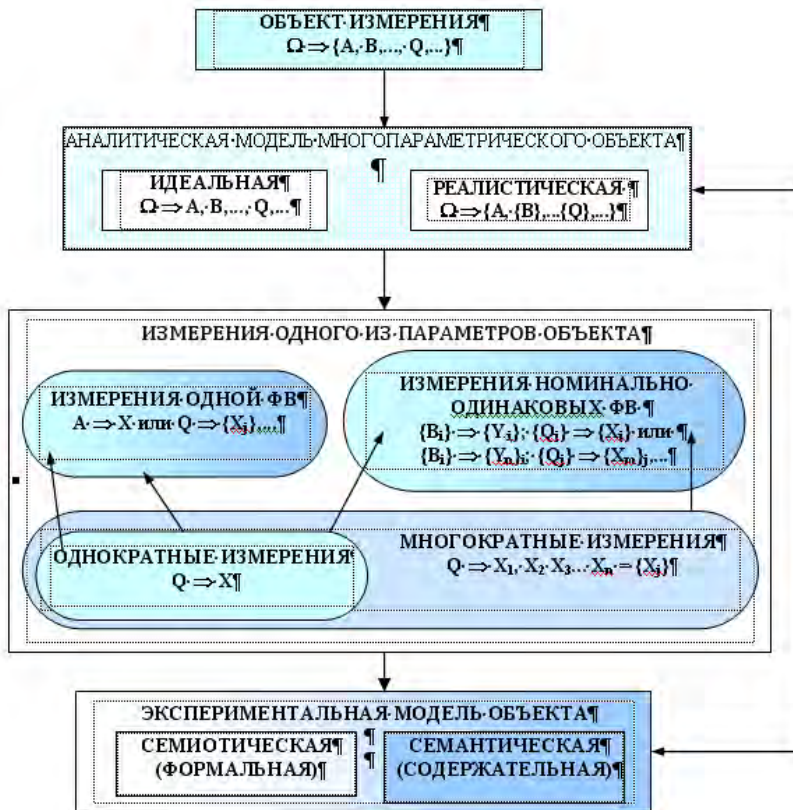 ОБЪЕКТ·ИЗМЕРЕНИЯ¶
Ω·⇒{A,·B,...,·Q,...}¶
АНАЛИТИЧЕСКАЯ·МОДЕЛЬ·МНОГОПАРАМЕТРИЧЕСКОГО·ОБЪЕКТА¶
¶
ИДЕАЛЬНАЯ¶
Ω·⇒A,·B,...,·Q,...¶
РЕАЛИСТИЧЕСКАЯ·¶
Ω·⇒{A,·{B},...{Q},...}¶
ИЗМЕРЕНИЯ·ОДНОГО·ИЗ·ПАРАМЕТРОВ·ОБЪЕКТА¶
ИЗМЕРЕНИЯ·ОДНОЙ·ФВ¶
A·⇒X·или·Q·⇒{Xj},...¶
ИЗМЕРЕНИЯ·НОМИНАЛЬНО·
ОДИНАКОВЫХ·ФВ·¶
{Bi}·⇒{Yi};·{Qi}·⇒{Xi}·или·¶
{Bi}·⇒{Yn}i;·{Qj}·⇒{Xm}j,...¶
ОДНОКРАТНЫЕ·ИЗМЕРЕНИЯ¶
Q·⇒X¶
МНОГОКРАТНЫЕ·ИЗМЕРЕНИЯ¶
Q·⇒X1,·X2·X3...·Xn·={Xj}¶
ЭКСПЕРИМЕНТАЛЬНАЯ·МОДЕЛЬ·ОБЪЕКТА¶
¶
¶
СЕМИОТИЧЕСКАЯ¶
(ФОРМАЛЬНАЯ)¶
СЕМАНТИЧЕСКАЯ¶
(СОДЕРЖАТЕЛЬНАЯ)¶